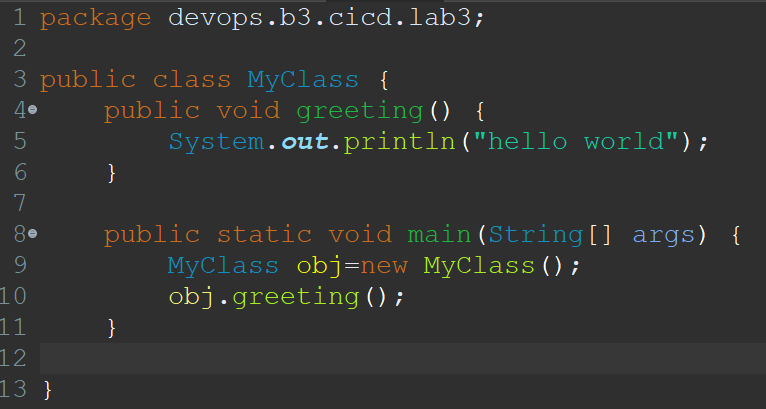 1 package devops.b3.cicd.lab3;
2
3 public class MyClass {
4     public void greeting() {
5         System.out.println("hello world");
6     }
7
8     public static void main(String[] args) {
9         MyClass obj=new MyClass();
10         obj.greeting();
11     }
12
13 }